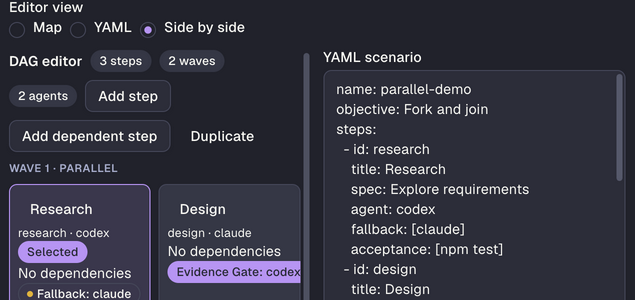 Editor view
Map YAML Side by side
DAG editor 3 steps 2 waves
2 agents Add step
Add dependent step Duplicate
WAVE 1 · PARALLEL
Research
research · codex
Selected
No dependencies
Fallback: claude
Design
design · claude
No dependencies
Evidence Gate: codex
YAML scenario
name: parallel-demo
objective: Fork and join
steps:
- id: research
title: Research
spec: Explore requirements
agent: codex
fallback: [claude]
acceptance: [npm test]
- id: design
title: Design